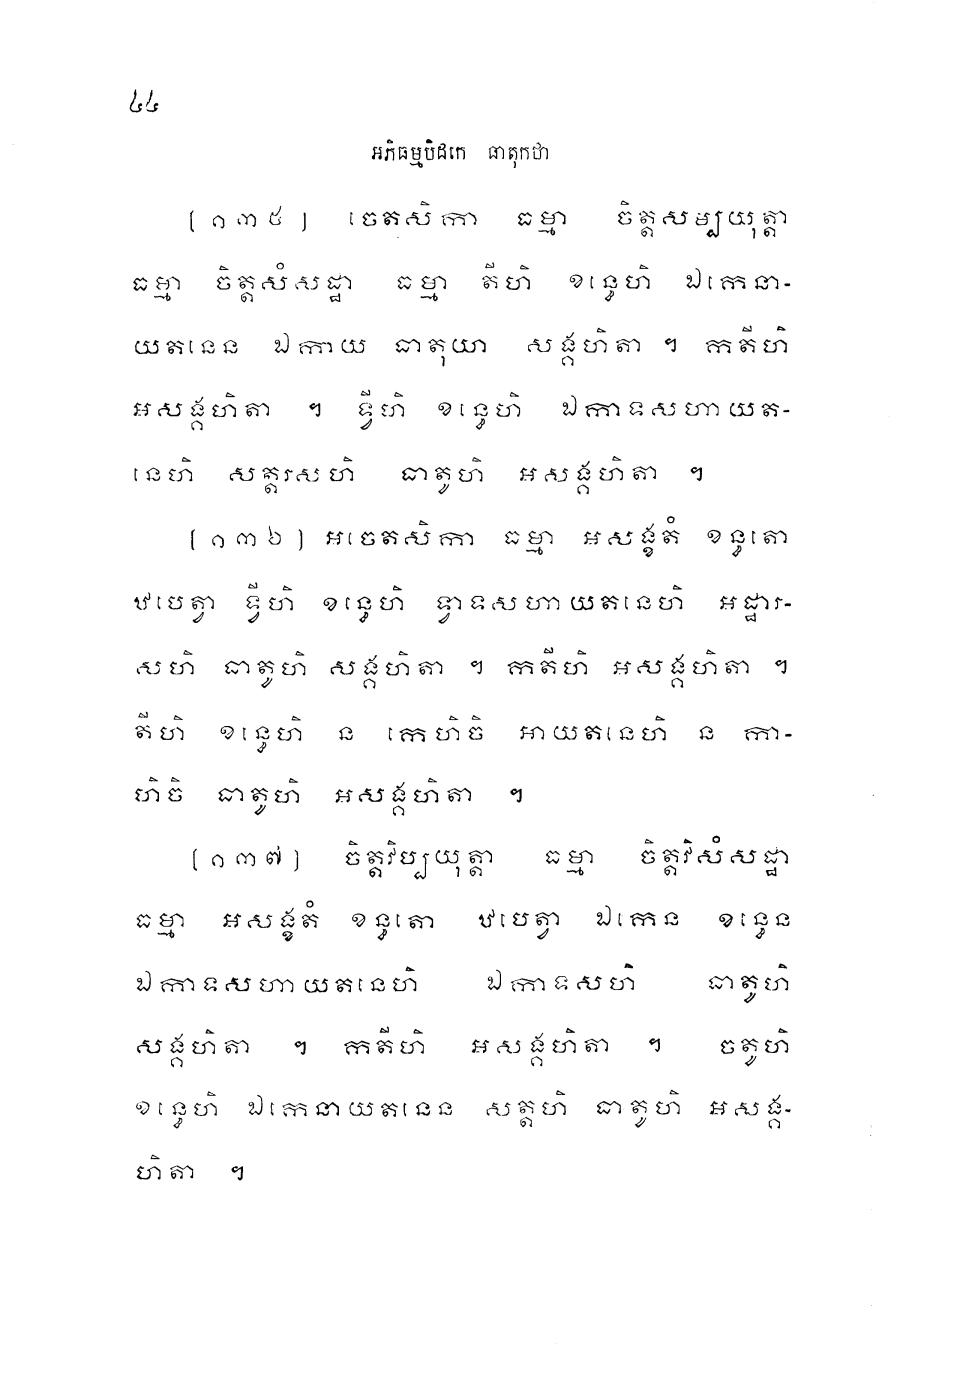 ៤៤
អភិធម្មបិដកេ ធាតុកថា
[១៣៥] ចេតសិកា ធម្មា ចិត្តសម្បយុត្តា
ធម្មា ចិត្តសំសដ្ឋា ធម្មា តីហិ ខន្ធេហិ ឯកេនា-
យតនេន ឯកាយ ធាតុយា សង្គហិតា ។ កតីហិ
អសង្គហិតា ។ ទ្វីហិ ខន្ធេហិ ឯកាទសហាយត-
នេហិ សត្តរសហិ ធាតូហិ អសង្គហិតា ។
[១៣៦] អចេតសិកា ធម្មា អសង្ខតំ ខន្ធតោ
ឋបេត្វា ទ្វីហិ ខន្ធេហិ ទ្វាទសហាយតនេហិ អដ្ឋារ-
សហិ ធាតូហិ សង្គហិតា ។ កតីហិ អសង្គហិតា ។
តីហិ ខន្ធេហិ ន កេហិចិ អាយតនេហិ ន កា-
ហិចិ ធាតូហិ អសង្គហិតា ។
[១៣៧] ចិត្តវិប្បយុត្តា ធម្មា ចិត្តវិសំសដ្ឋា
ធម្មា អសង្ខតំ ខន្ធតោ ឋបេត្វា ឯកេន ខន្ធេន
ឯកាទសហាយតនេហិ ឯកាទសហិ ធាតូហិ
សង្គហិតា ។ កតីហិ អសង្គហិតា ។ ចតូហិ
ខន្ធេហិ ឯកេនាយតនេន សត្តហិ ធាតូហិ អសង្គ-
ហិតា ។